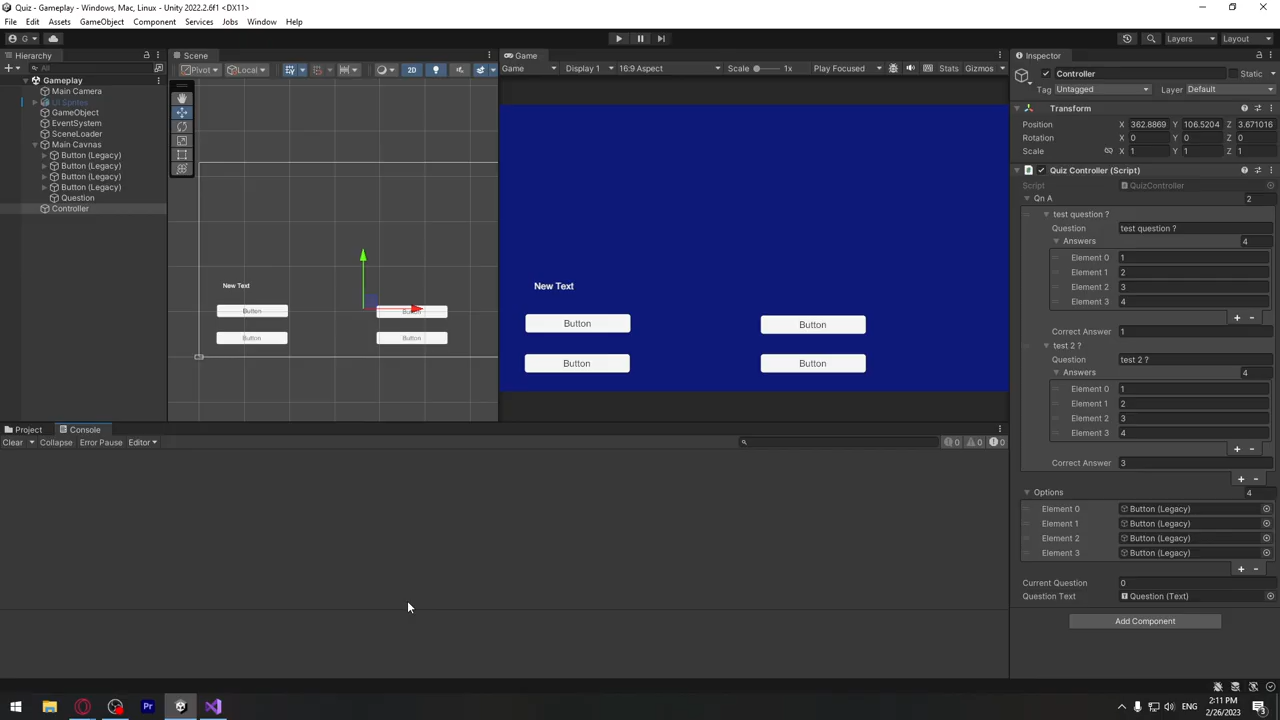 Quiz - Gameplay - Windows, Mac, Linux - Unity 2022.2.6f1 <DX11>
File Edit Assets GameObject Component Services Jobs Window Help
G Layers Layout
Hierarchy Scene Game Inspector
All Pivot Local 2D Game Display 1 16:9 Aspect Scale 1x Play Focused Stats Gizmos Controller Static
Gameplay
Main Camera
UI Sprites
GameObject
EventSystem
SceneLoader
Main Cavnas
Button (Legacy)
Button (Legacy)
Button (Legacy)
Button (Legacy)
Question
Controller
New Text
Button Button
Button Button
New Text
Button Button
Button Button
Tag Untagged Layer Default
Transform
Position X 362.8869 Y 106.5204 Z 3.671016
Rotation X 0 Y 0 Z 0
Scale X 1 Y 1 Z 1
Quiz Controller (Script)
Script QuizController
Qn A 2
test question ?
Question test question ?
Answers 4
Element 0 1
Element 1 2
Element 2 3
Element 3 4
Correct Answer 1
test 2 ?
Question test 2 ?
Answers 4
Element 0 1
Element 1 2
Element 2 3
Element 3 4
Correct Answer 3
Options 4
Element 0 Button (Legacy)
Element 1 Button (Legacy)
Element 2 Button (Legacy)
Element 3 Button (Legacy)
Current Question 0
Question Text Question (Text)
Add Component
Project Console
Clear Collapse Error Pause Editor 0 0 0
Pr ENG 2:11 PM
2/26/2023 3